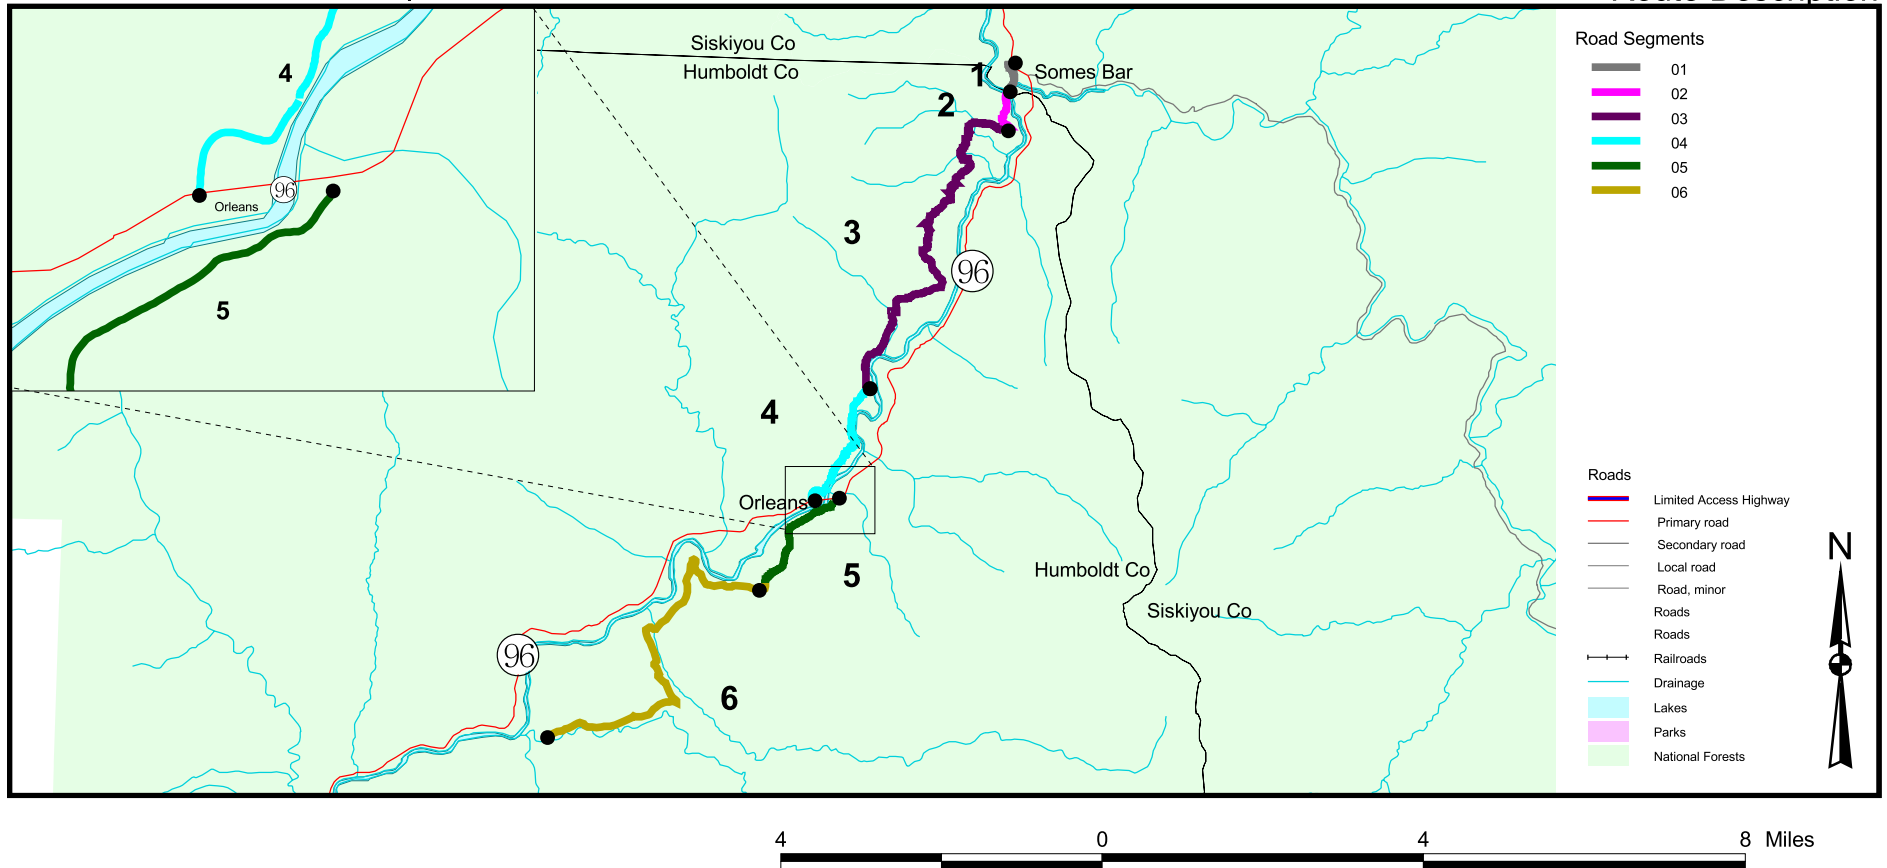 Route Description
4
96
Orleans
5
Siskiyou Co
Humboldt Co
1
Somes Bar
2
3
96
4
Orleans
5
Humboldt Co
Siskiyou Co
96
6
Road Segments
01
02
03
04
05
06
Roads
Limited Access Highway
Primary road
Secondary road
Local road
Road, minor
Roads
Roads
Railroads
Drainage
Lakes
Parks
National Forests
N
4 0 4 8 Miles